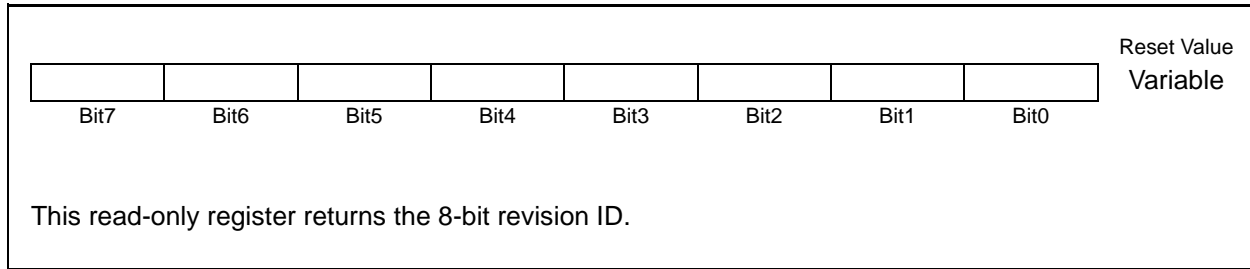 Reset Value
Variable
Bit7 Bit6 Bit5 Bit4 Bit3 Bit2 Bit1 Bit0
This read-only register returns the 8-bit revision ID.